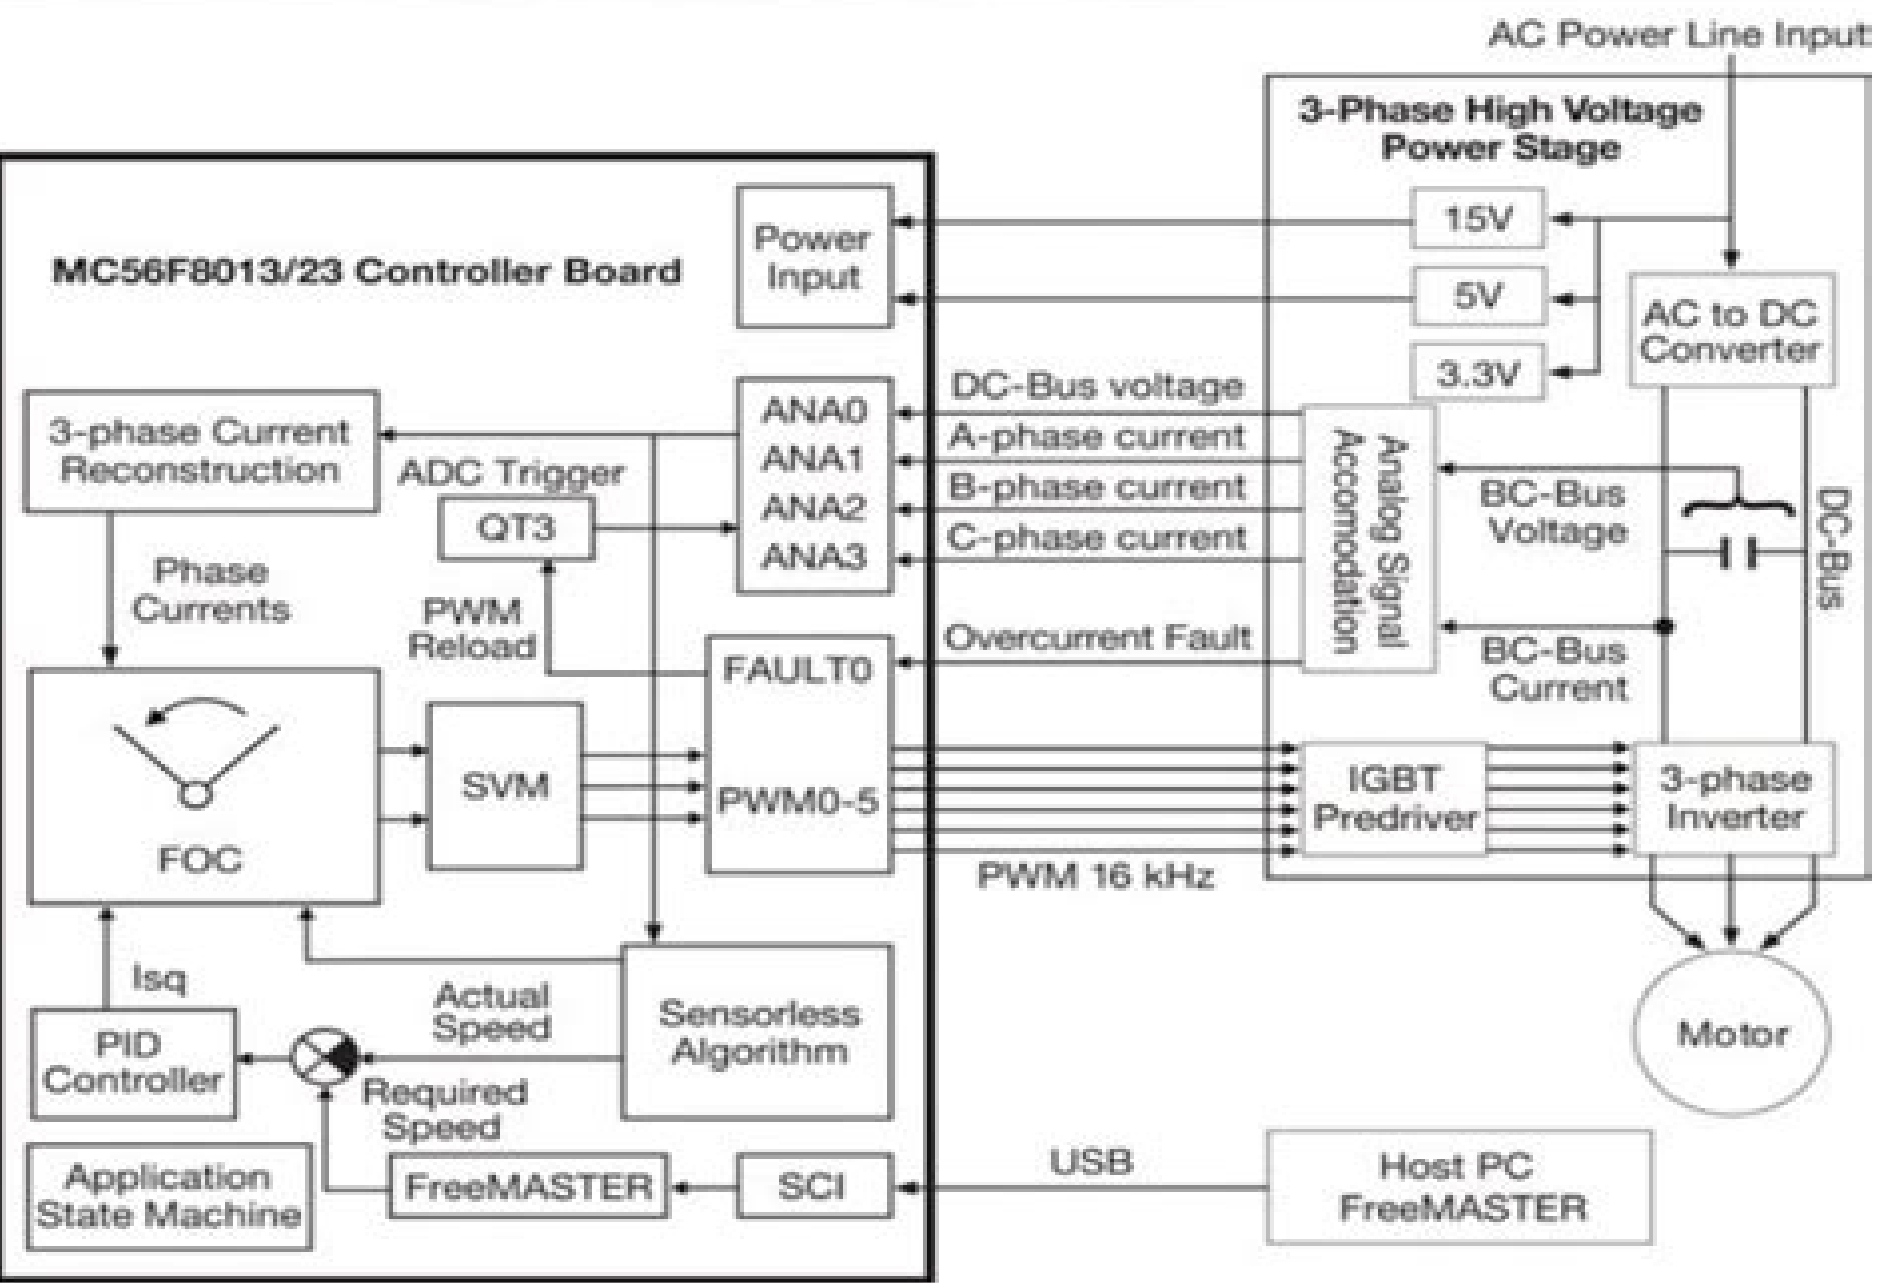 AC Power Line Input
3-Phase High Voltage
Power Stage
15V
5V
3.3V
AC to DC
Converter
MC56F8013/23 Controller Board
Power
Input
3-phase Current
Reconstruction
ADC Trigger
QT3
ANA0
ANA1
ANA2
ANA3
DC-Bus voltage
A-phase current
B-phase current
C-phase current
Analog Signal
Accomodation
BC-Bus
Voltage
DC-Bus
Phase
Currents
PWM
Reload
Overcurrent Fault
BC-Bus
Current
FAULT0
PWM0-5
FOC
SVM
IGBT
Predriver
3-phase
Inverter
PWM 16 kHz
Isq
Actual
Speed
Sensorless
Algorithm
PID
Controller
Required
Speed
Motor
Application
State Machine
FreeMASTER
SCI
USB
Host PC
FreeMASTER